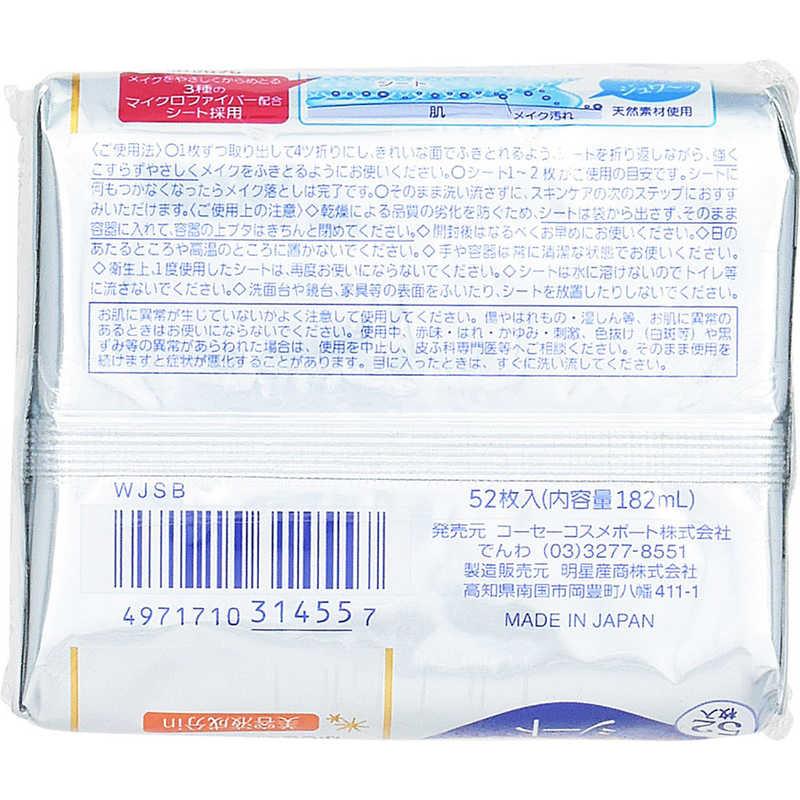 メイクをやさしくからめとる
3種の
マイクロファイバー配合
シート採用
シート
肌
メイク汚れ
ジュワ〜ッ
天然素材使用
〈ご使用法〉○1枚ずつ取り出して4ツ折りにし、きれいな面でふきとれるよう、シートを折り返しながら、強く
こすらずやさしくメイクをふきとるようにお使いください。○シート1〜2枚がご使用の目安です。シートに
何もつかなくなったらメイク落としは完了です。○そのまま洗い流さずに、スキンケアの次のステップにおすす
みいただけます。〈ご使用上の注意〉◇乾燥による品質の劣化を防ぐため、シートは袋から出さず、そのまま
容器に入れて、容器の上ブタはきちんと閉めてください。◇開封後はなるべくお早めにお使いください。◇日の
あたるところや高温のところに置かないでください。◇手や容器は常に清潔な状態でお使いください。
◇衛生上、1度使用したシートは、再度お使いにならないでください。◇シートは水に溶けないのでトイレ等
に流さないでください。◇洗面台や鏡台、家具等の表面をふいたり、シートを放置したりしないでください。
お肌に異常が生じていないかよく注意して使用してください。傷やはれもの・湿しん等、お肌に異常の
あるときはお使いにならないでください。使用中、赤味・はれ・かゆみ・刺激、色抜け(白斑等)や黒
ずみ等の異常があらわれた場合は、使用を中止し、皮ふ科専門医等へご相談ください。そのまま使用を
続けますと症状が悪化することがあります。目に入ったときは、すぐに洗い流してください。
WJSB
4971710 314557
52枚入(内容量182mL)
発売元 コーセーコスメポート株式会社
でんわ (03)3277-8551
製造販売元 明星産商株式会社
高知県南国市岡豊町八幡411-1
MADE IN JAPAN
美容液成分in
シート
52
枚入